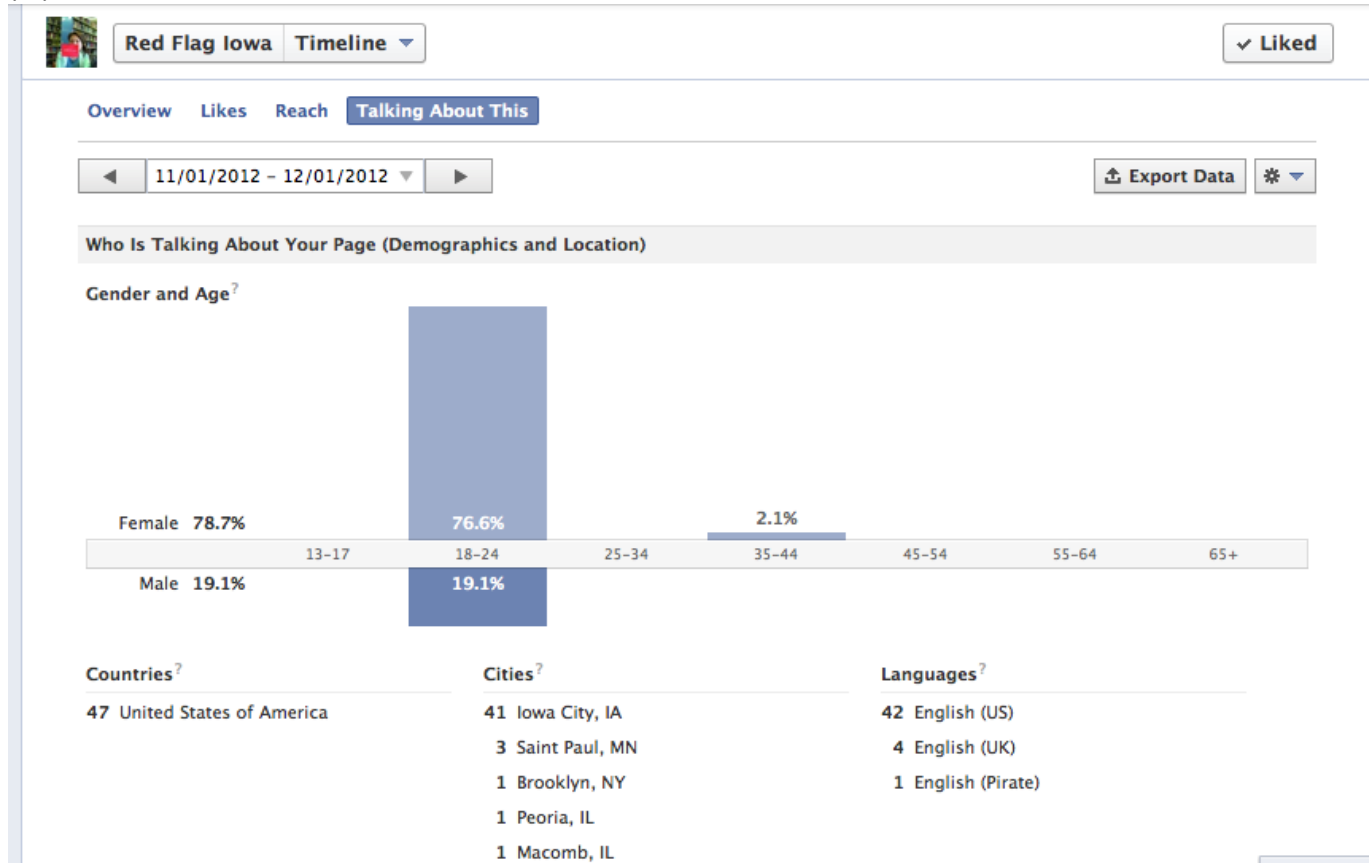 Red Flag Iowa Timeline ✓ Liked
Overview Likes Reach Talking About This
11/01/2012 – 12/01/2012 Export Data
Who Is Talking About Your Page (Demographics and Location)
Gender and Age?
Female 78.7% 76.6% 2.1%
13–17 18–24 25–34 35–44 45–54 55–64 65+
Male 19.1% 19.1%
Countries? Cities? Languages?
47 United States of America 41 Iowa City, IA 42 English (US)
3 Saint Paul, MN 4 English (UK)
1 Brooklyn, NY 1 English (Pirate)
1 Peoria, IL
1 Macomb, IL